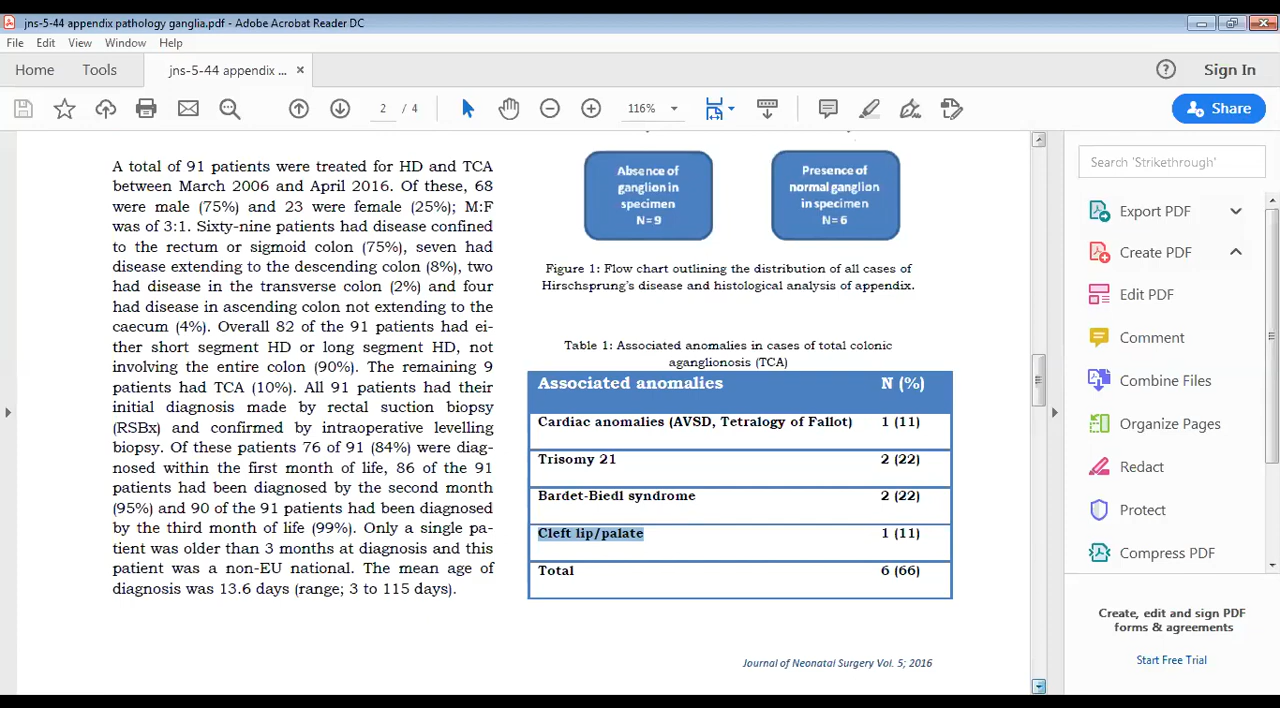 jns-5-44 appendix pathology ganglia.pdf - Adobe Acrobat Reader DC
File Edit View Window Help
Home Tools jns-5-44 appendix ... × Sign In
2 / 4 116% Share
A total of 91 patients were treated for HD and TCA
between March 2006 and April 2016. Of these, 68
were male (75%) and 23 were female (25%); M:F
was of 3:1. Sixty-nine patients had disease confined
to the rectum or sigmoid colon (75%), seven had
disease extending to the descending colon (8%), two
had disease in the transverse colon (2%) and four
had disease in ascending colon not extending to the
caecum (4%). Overall 82 of the 91 patients had ei-
ther short segment HD or long segment HD, not
involving the entire colon (90%). The remaining 9
patients had TCA (10%). All 91 patients had their
initial diagnosis made by rectal suction biopsy
(RSBx) and confirmed by intraoperative levelling
biopsy. Of these patients 76 of 91 (84%) were diag-
nosed within the first month of life, 86 of the 91
patients had been diagnosed by the second month
(95%) and 90 of the 91 patients had been diagnosed
by the third month of life (99%). Only a single pa-
tient was older than 3 months at diagnosis and this
patient was a non-EU national. The mean age of
diagnosis was 13.6 days (range; 3 to 115 days).
Absence of
ganglion in
specimen
N= 9
Presence of
normal ganglion
in specimen
N= 6
Figure 1: Flow chart outlining the distribution of all cases of
Hirschsprung's disease and histological analysis of appendix.
Table 1: Associated anomalies in cases of total colonic
aganglionosis (TCA)
Associated anomalies N (%)
Cardiac anomalies (AVSD, Tetralogy of Fallot) 1 (11)
Trisomy 21 2 (22)
Bardet-Biedl syndrome 2 (22)
Cleft lip/palate 1 (11)
Total 6 (66)
Journal of Neonatal Surgery Vol. 5; 2016
Search 'Strikethrough'
Export PDF
Create PDF
Edit PDF
Comment
Combine Files
Organize Pages
Redact
Protect
Compress PDF
Create, edit and sign PDF
forms & agreements
Start Free Trial